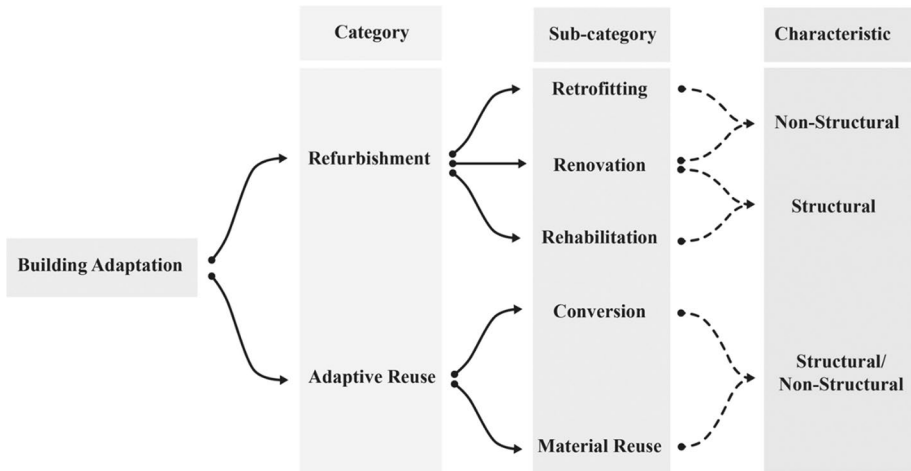 Category
Sub-category
Characteristic
Retrofitting
Non-Structural
Refurbishment
Renovation
Structural
Rehabilitation
Building Adaptation
Conversion
Structural/
Non-Structural
Adaptive Reuse
Material Reuse